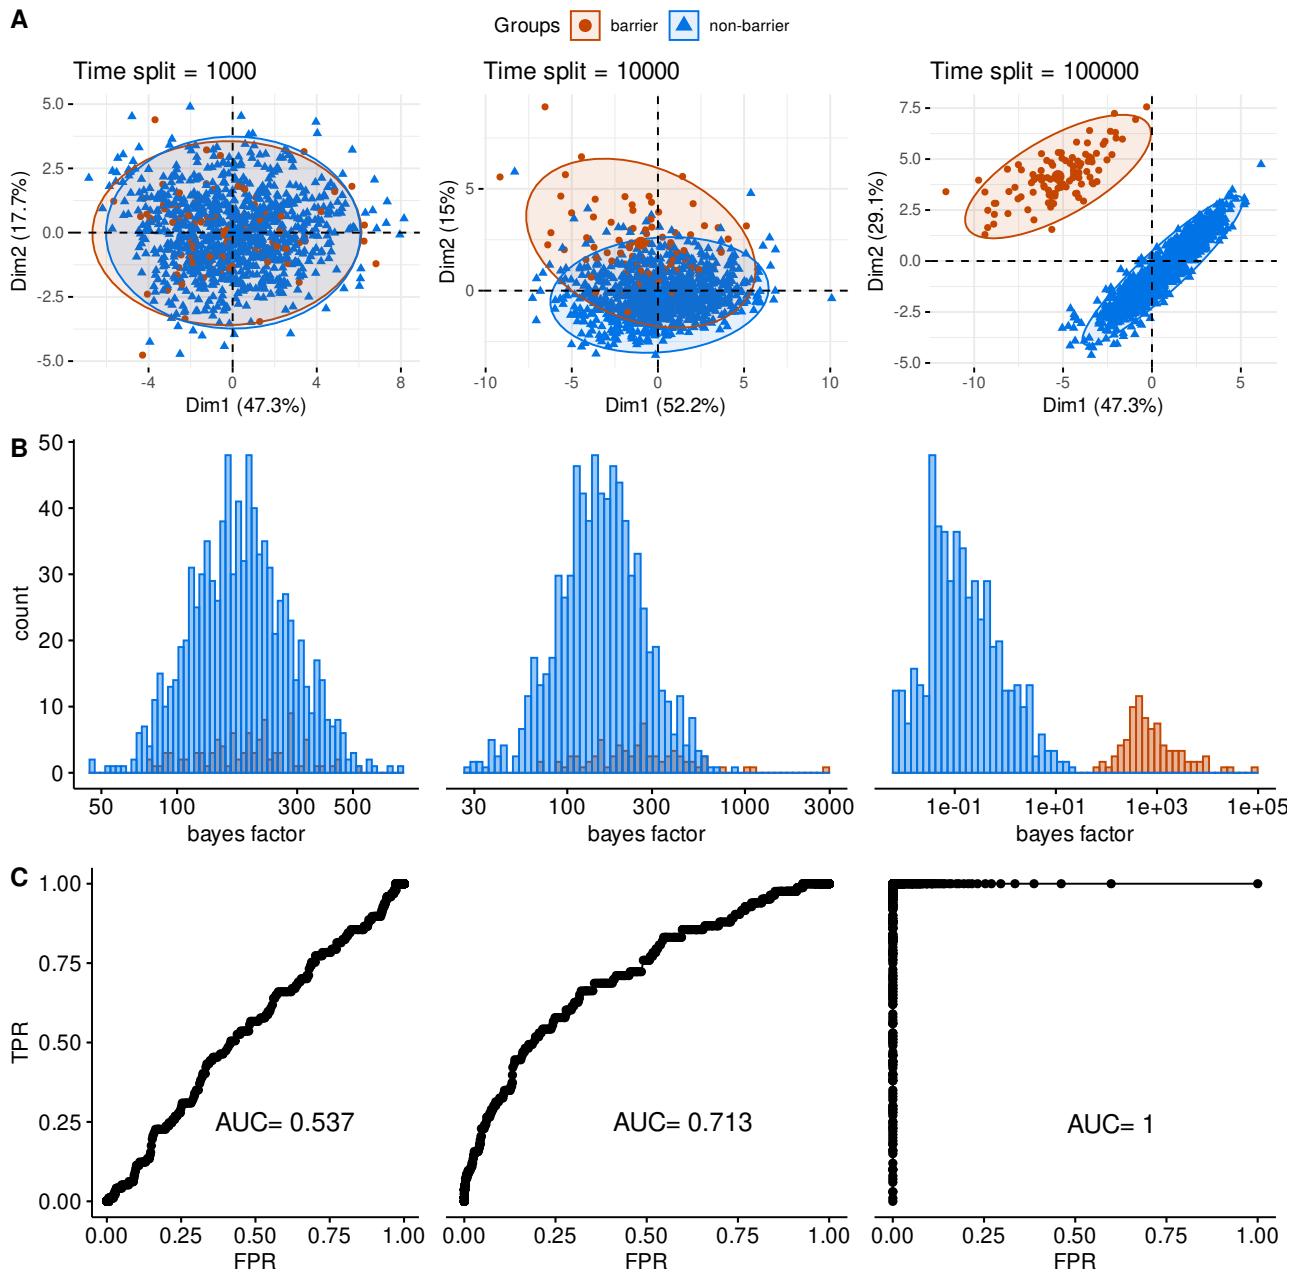 A
Groups barrier non-barrier
Time split = 1000 Time split = 10000 Time split = 100000
5.0
2.5
0.0
-2.5
-5.0
Dim2 (17.7%)
-4 0 4 8
Dim1 (47.3%)
5
0
Dim2 (15%)
-10 -5 0 5 10
Dim1 (52.2%)
7.5
5.0
2.5
0.0
-2.5
-5.0
Dim2 (29.1%)
-10 -5 0 5
Dim1 (47.3%)
B
50
40
30
20
10
0
count
50 100 300 500
bayes factor
30 100 300 1000 3000
bayes factor
1e-01 1e+01 1e+03 1e+05
bayes factor
C
1.00
0.75
0.50
0.25
0.00
TPR
AUC= 0.537
0.00 0.25 0.50 0.75 1.00
FPR
AUC= 0.713
0.00 0.25 0.50 0.75 1.00
FPR
AUC= 1
0.00 0.25 0.50 0.75 1.00
FPR